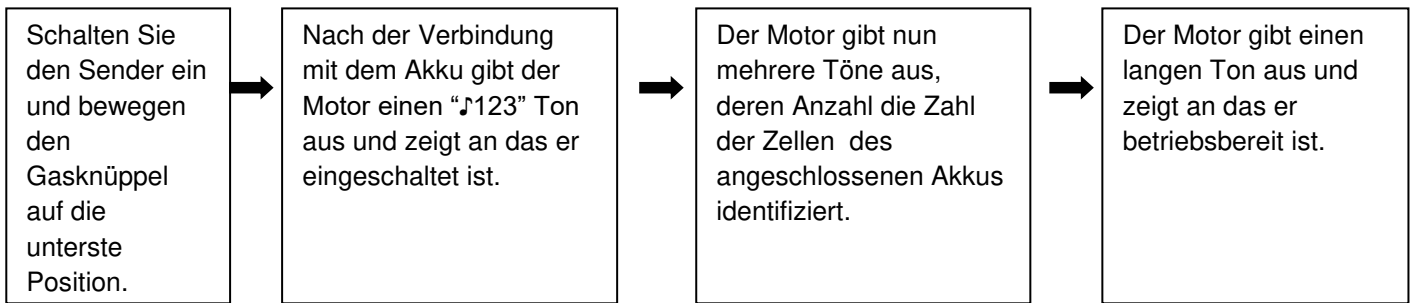 Schalten Sie
den Sender ein
und bewegen
den
Gasknüppel
auf die
unterste
Position.
Nach der Verbindung
mit dem Akku gibt der
Motor einen “♪123” Ton
aus und zeigt an das er
eingeschaltet ist.
Der Motor gibt nun
mehrere Töne aus,
deren Anzahl die Zahl
der Zellen  des
angeschlossenen Akkus
identifiziert.
Der Motor gibt einen
langen Ton aus und
zeigt an das er
betriebsbereit ist.